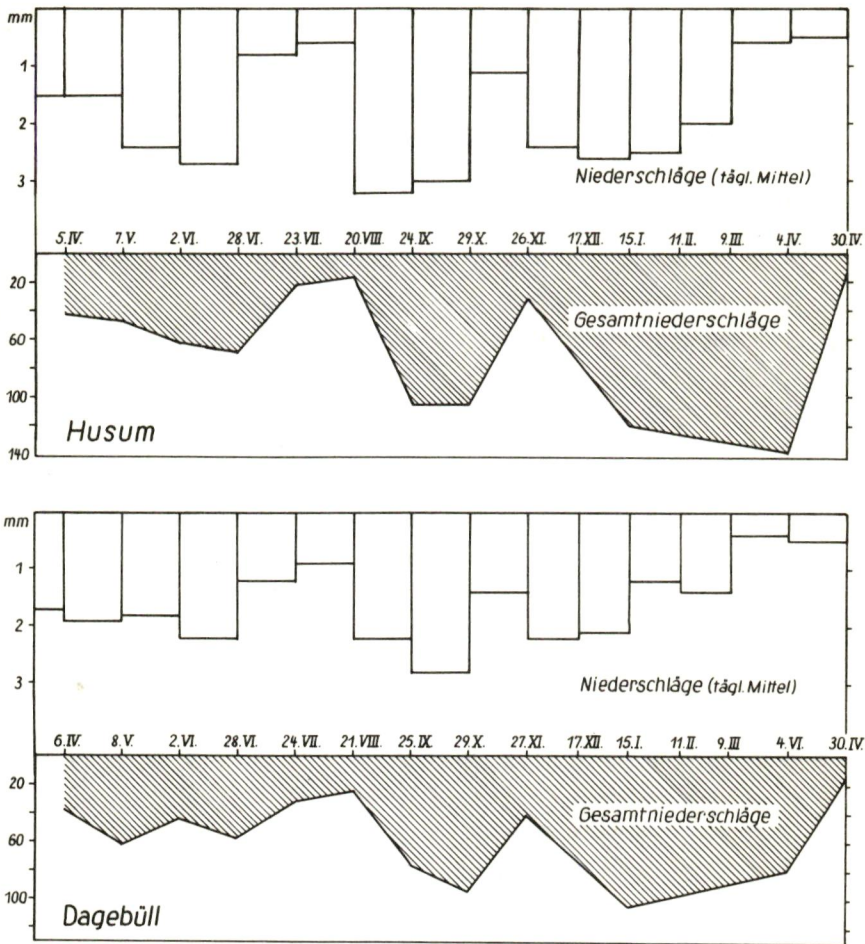 mm
1
2
3
Niederschläge (tägl. Mittel)
5.IV. 7.V. 2.VI. 28.VI. 23.VII. 20.VIII. 24.IX. 29.X. 26.XI. 17.XII. 15.I. 11.II. 9.III. 4.IV. 30.IV.
20
60
100
140
Gesamtniederschläge
Husum
mm
1
2
3
Niederschläge (tägl. Mittel)
6.IV. 8.V. 2.VI. 28.VI. 24.VII. 21.VIII. 25.IX. 29.X. 27.XI. 17.XII. 15.I. 11.II. 9.III 4.VI. 30.IV.
20
60
100
Gesamtniederschläge
Dagebüll